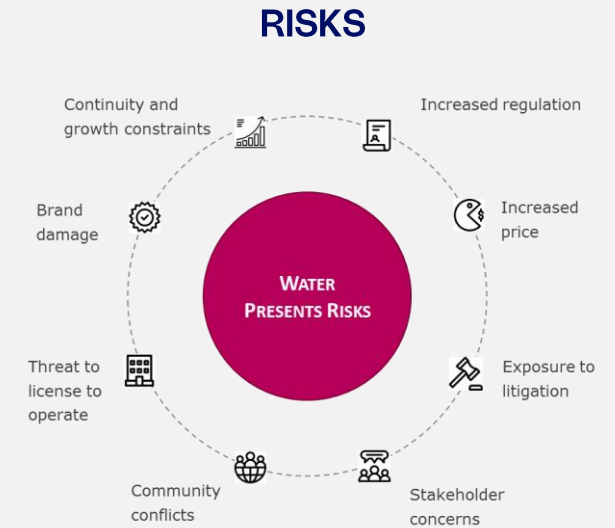 RISKS
Continuity and
growth constraints
Increased regulation
Brand
damage
Increased
price
WATER
PRESENTS RISKS
Threat to
license to
operate
Exposure to
litigation
Community
conflicts
Stakeholder
concerns